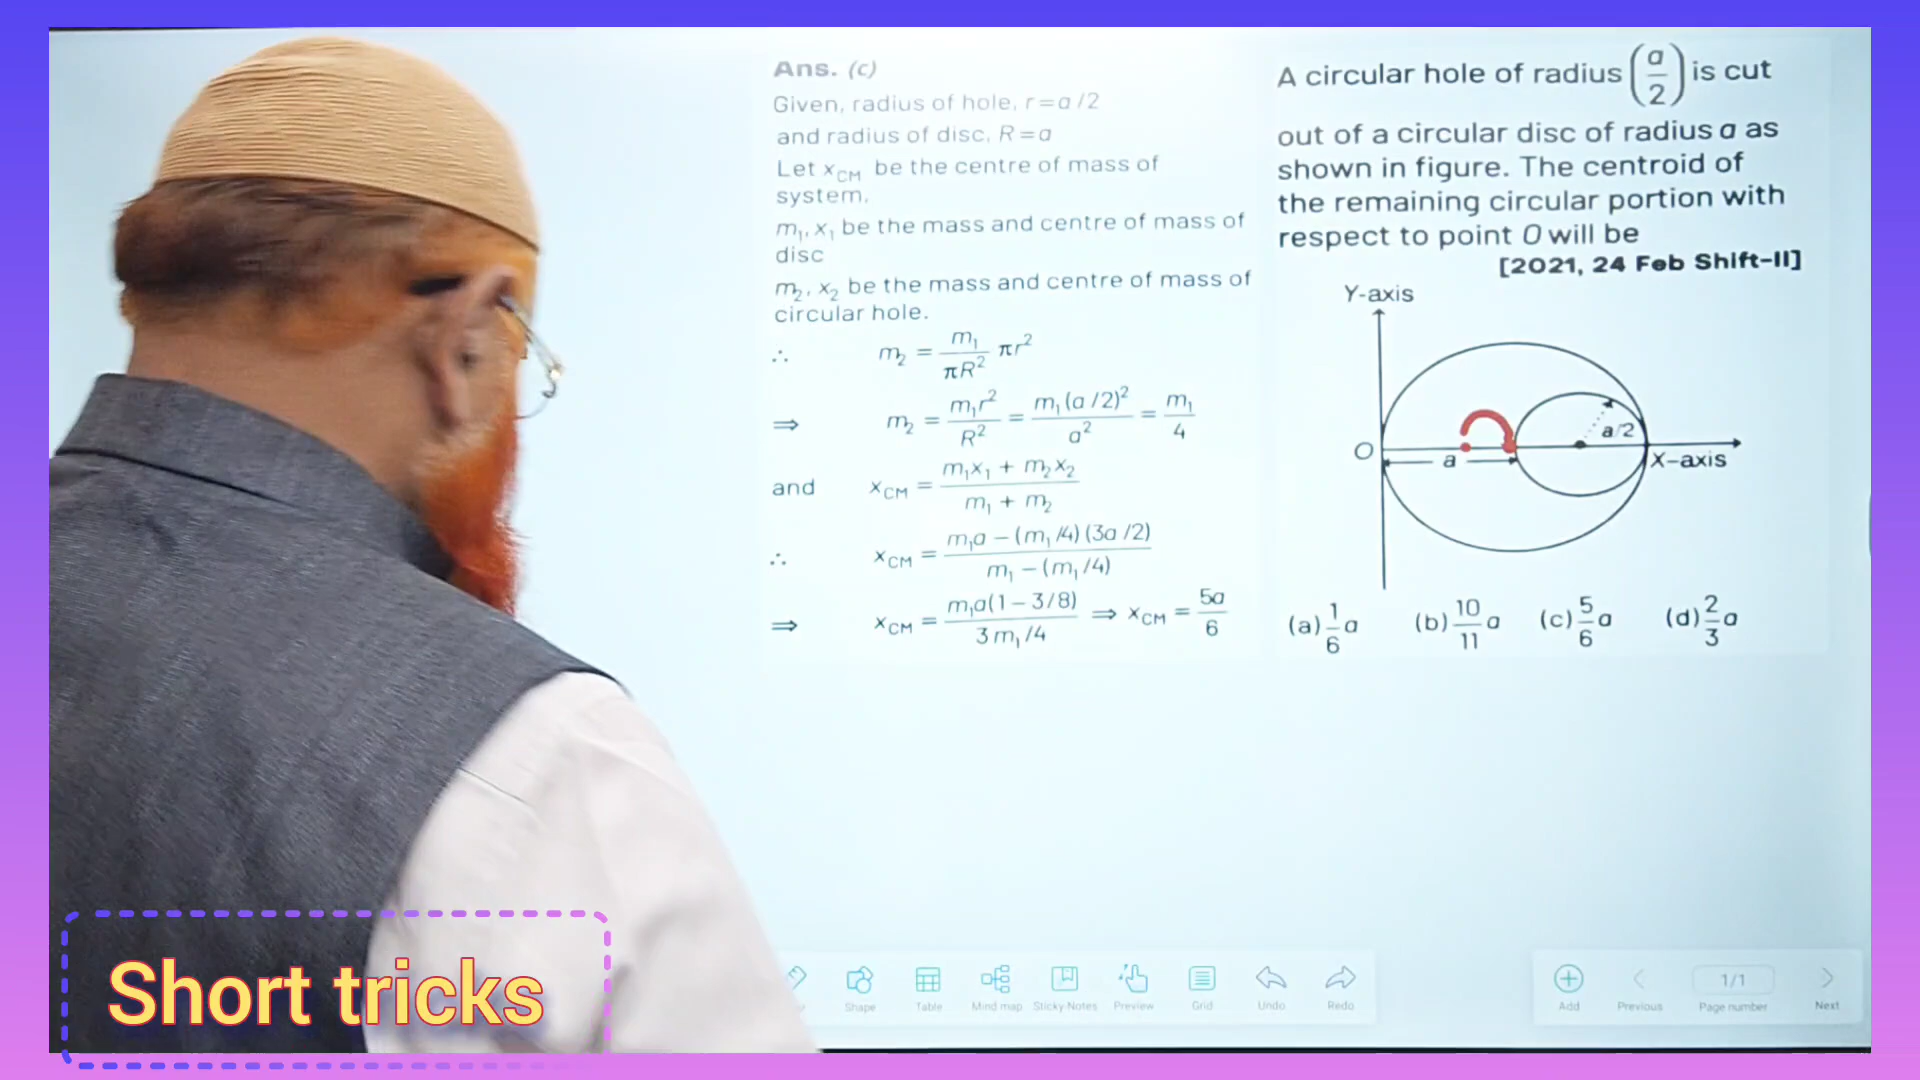 Ans. (c)
Given, radius of hole, r = a /2
and radius of disc, R = a
Let x_CM be the centre of mass of
system.
m₁, x₁ be the mass and centre of mass of
disc
m₂, x₂ be the mass and centre of mass of
circular hole.
∴ m₂ = m₁/πR² πr²
⇒ m₂ = m₁r²/R² = m₁(a/2)²/a² = m₁/4
and x_CM = (m₁x₁ + m₂x₂)/(m₁ + m₂)
∴ x_CM = (m₁a − (m₁/4)(3a/2))/(m₁ − (m₁/4))
⇒ x_CM = m₁a(1 − 3/8)/(3m₁/4) ⇒ x_CM = 5a/6
A circular hole of radius (a/2) is cut
out of a circular disc of radius a as
shown in figure. The centroid of
the remaining circular portion with
respect to point O will be
[2021, 24 Feb Shift-II]
Y-axis
a/2
O
a
X-axis
(a) 1/6 a (b) 10/11 a (c) 5/6 a (d) 2/3 a
Shape Table Mind map Sticky Notes Preview Grid Undo Redo
1/1
Add Previous Page number Next
Short tricks